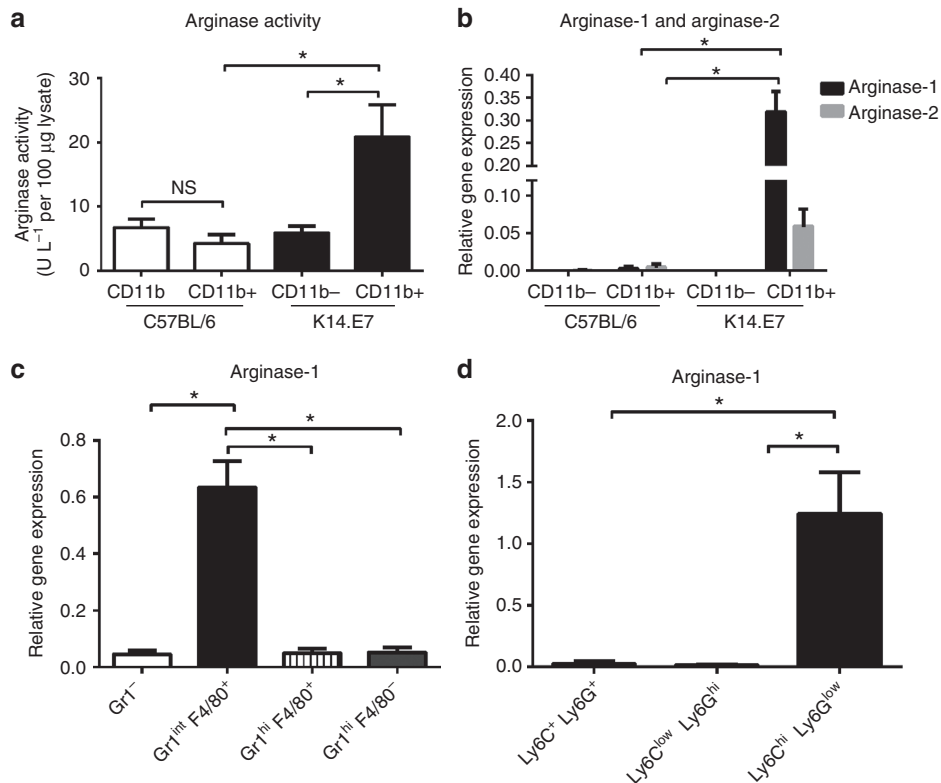 a
Arginase activity
*
*
NS
30
20
10
0
Arginase activity
(U L⁻¹ per 100 µg lysate)
CD11b CD11b+ CD11b– CD11b+
C57BL/6 K14.E7
b
Arginase-1 and arginase-2
*
*
Arginase-1
Arginase-2
0.40
0.35
0.30
0.25
0.20
0.10
0.05
0.00
Relative gene expression
CD11b– CD11b+ CD11b– CD11b+
C57BL/6 K14.E7
c
Arginase-1
*
*
*
0.8
0.6
0.4
0.2
0.0
Relative gene expression
Gr1⁻
Gr1ⁱⁿᵗ F4/80⁺
Gr1ʰⁱ F4/80⁺
Gr1ʰⁱ F4/80⁻
d
Arginase-1
*
*
2.0
1.5
1.0
0.5
0.0
Relative gene expression
Ly6C⁺ Ly6G⁺
Ly6Cˡᵒʷ Ly6Gʰⁱ
Ly6Cʰⁱ Ly6Gˡᵒʷ